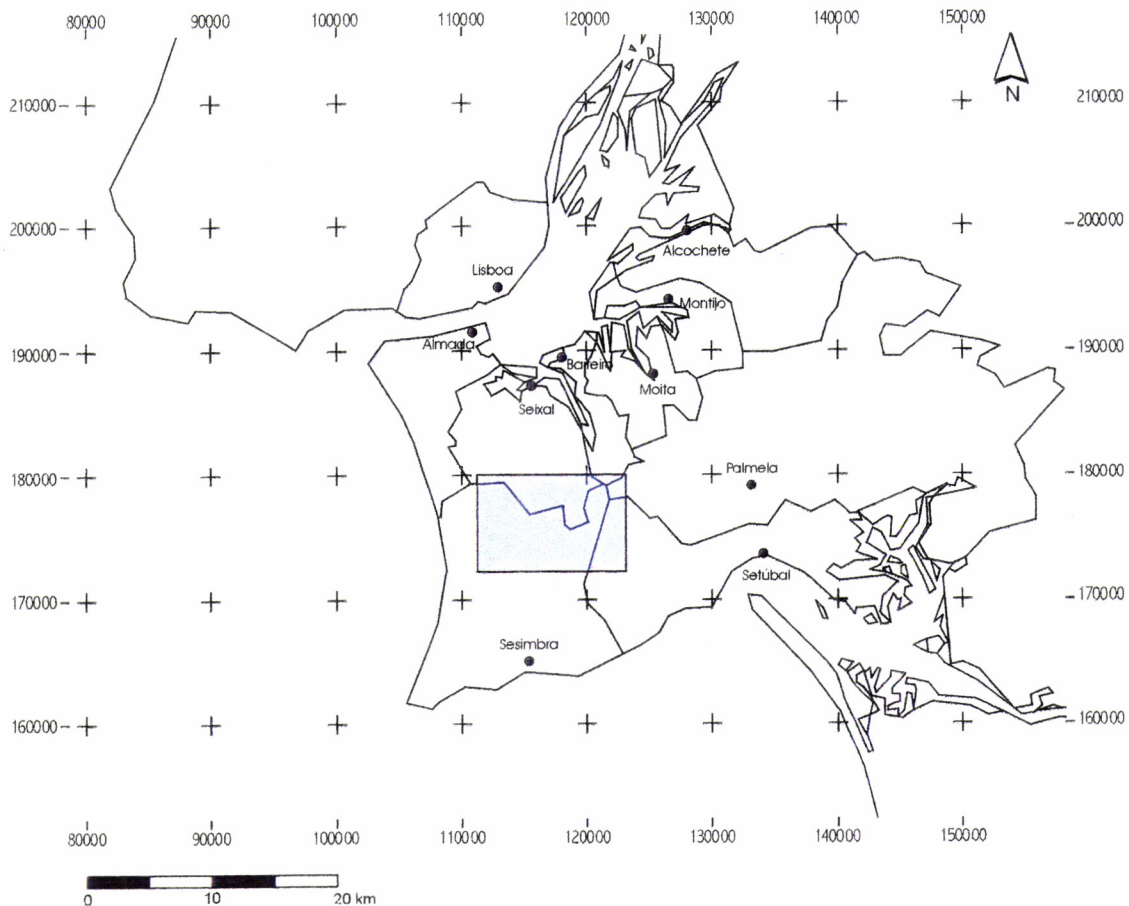 80000 90000 100000 110000 120000 130000 140000 150000
N
210000 210000
200000 200000
Alcochete
Lisboa
Montijo
190000 190000
Almada
Barreiro
Moita
Seixal
Palmela
180000 180000
Setúbal
170000 170000
Sesimbra
160000 160000
80000 90000 100000 110000 120000 130000 140000 150000
0 10 20 km